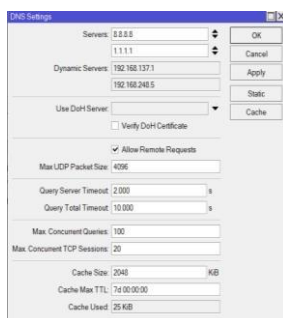 DNS Settings
Servers: 8.8.8.8
1.1.1.1
Dynamic Servers: 192.168.137.1
192.168.248.5
Use DoH Server:
Verify DoH Certificate
Allow Remote Requests
Max UDP Packet Size: 4096
Query Server Timeout: 2.000 s
Query Total Timeout: 10.000 s
Max. Concurrent Queries: 100
Max. Concurrent TCP Sessions: 20
Cache Size: 2048 KiB
Cache Max TTL: 7d 00:00:00
Cache Used: 25 KiB
OK
Cancel
Apply
Static
Cache